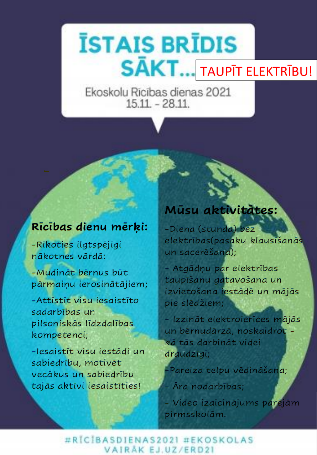 ĪSTAIS BRĪDIS
SĀKT...
TAUPĪT ELEKTRĪBU!
Ekoskolu Rīcības dienas 2021
15.11. - 28.11.
Rīcības dienu mērķi:
-Rīkoties ilgtspējīgi
nākotnes vārdā;
-Mudināt bērnus būt
pārmaiņu ierosinātājiem;
-Attīstīt visu iesaistīto
sadarbības un
pilsoniskās līdzdalības
kompetenci;
-Iesaistīt visu iestādi un
sabiedrību, motivēt
vecākus un sabiedrību
tajās aktīvi iesaistīties!
Mūsu aktivitātes:
-Diena (stunda) bez
elektrības(pasaku klausīšanās
un sacerēšana);
- Atgādņu par elektrības
taupīšanu gatavošana un
izvietošana iestādē un mājās
pie slēdžiem;
- Izzināt elektroierīces mājās
un bērnudārzā, noskaidrot -
kā tās darbināt videi
draudzīgi;
-Pareiza telpu vēdināšana;
- Āra nodarbības;
- Video izaicinājums pārējām
pirmsskolām.
#RĪCĪBASDIENAS2021 #EKOSKOLAS
VAIRĀK EJ.UZ/ERD21